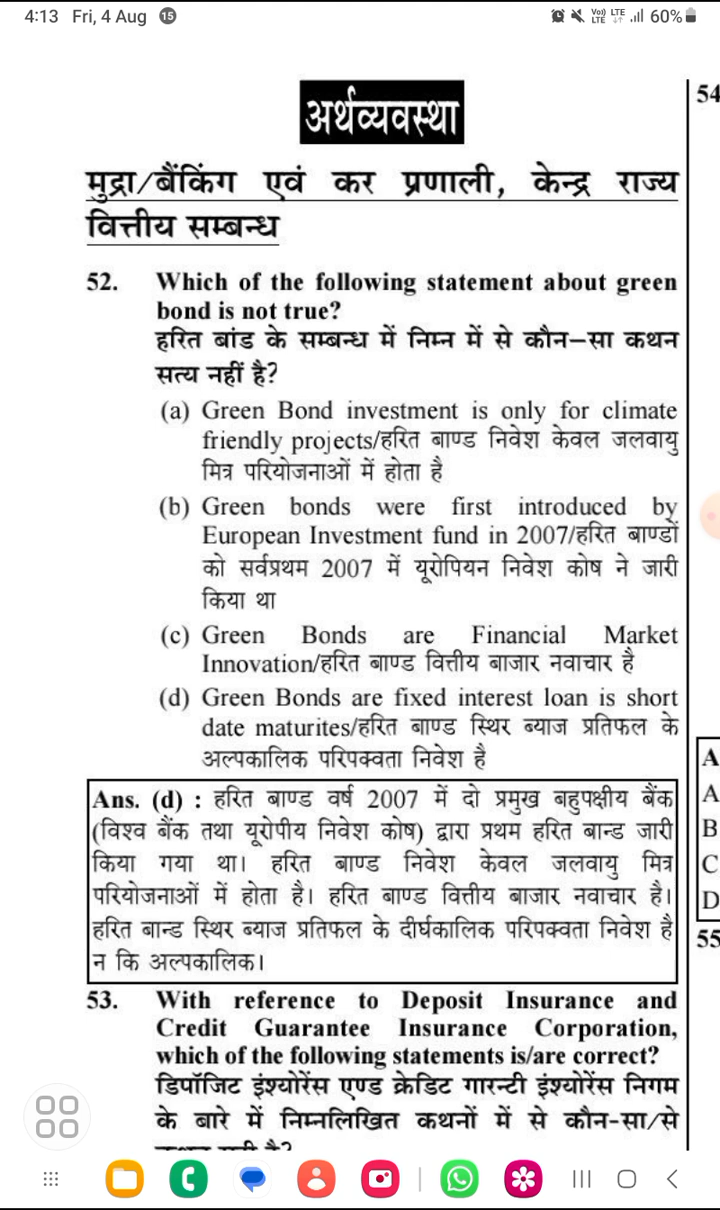 4:13 Fri, 4 Aug 15
Vo)) LTE LTE 60%
अर्थव्यवस्था
54
मुद्रा/बैंकिंग एवं कर प्रणाली, केन्द्र राज्य
वित्तीय सम्बन्ध
52. Which of the following statement about green
bond is not true?
हरित बांड के सम्बन्ध में निम्न में से कौन–सा कथन
सत्य नहीं है?
(a) Green Bond investment is only for climate
friendly projects/हरित बाण्ड निवेश केवल जलवायु
मित्र परियोजनाओं में होता है
(b) Green bonds were first introduced by
European Investment fund in 2007/हरित बाण्डों
को सर्वप्रथम 2007 में यूरोपियन निवेश कोष ने जारी
किया था
(c) Green Bonds are Financial Market
Innovation/हरित बाण्ड वित्तीय बाजार नवाचार है
(d) Green Bonds are fixed interest loan is short
date maturites/हरित बाण्ड स्थिर ब्याज प्रतिफल के
अल्पकालिक परिपक्वता निवेश है
Ans. (d) : हरित बाण्ड वर्ष 2007 में दो प्रमुख बहुपक्षीय बैंक
(विश्व बैंक तथा यूरोपीय निवेश कोष) द्वारा प्रथम हरित बान्ड जारी
किया गया था। हरित बाण्ड निवेश केवल जलवायु मित्र
परियोजनाओं में होता है। हरित बाण्ड वित्तीय बाजार नवाचार है।
हरित बान्ड स्थिर ब्याज प्रतिफल के दीर्घकालिक परिपक्वता निवेश है
न कि अल्पकालिक।
A
A
B
C
D
55
53. With reference to Deposit Insurance and
Credit Guarantee Insurance Corporation,
which of the following statements is/are correct?
डिपॉजिट इंश्योरेंस एण्ड क्रेडिट गारन्टी इंश्योरेंस निगम
के बारे में निम्नलिखित कथनों में से कौन-सा/से